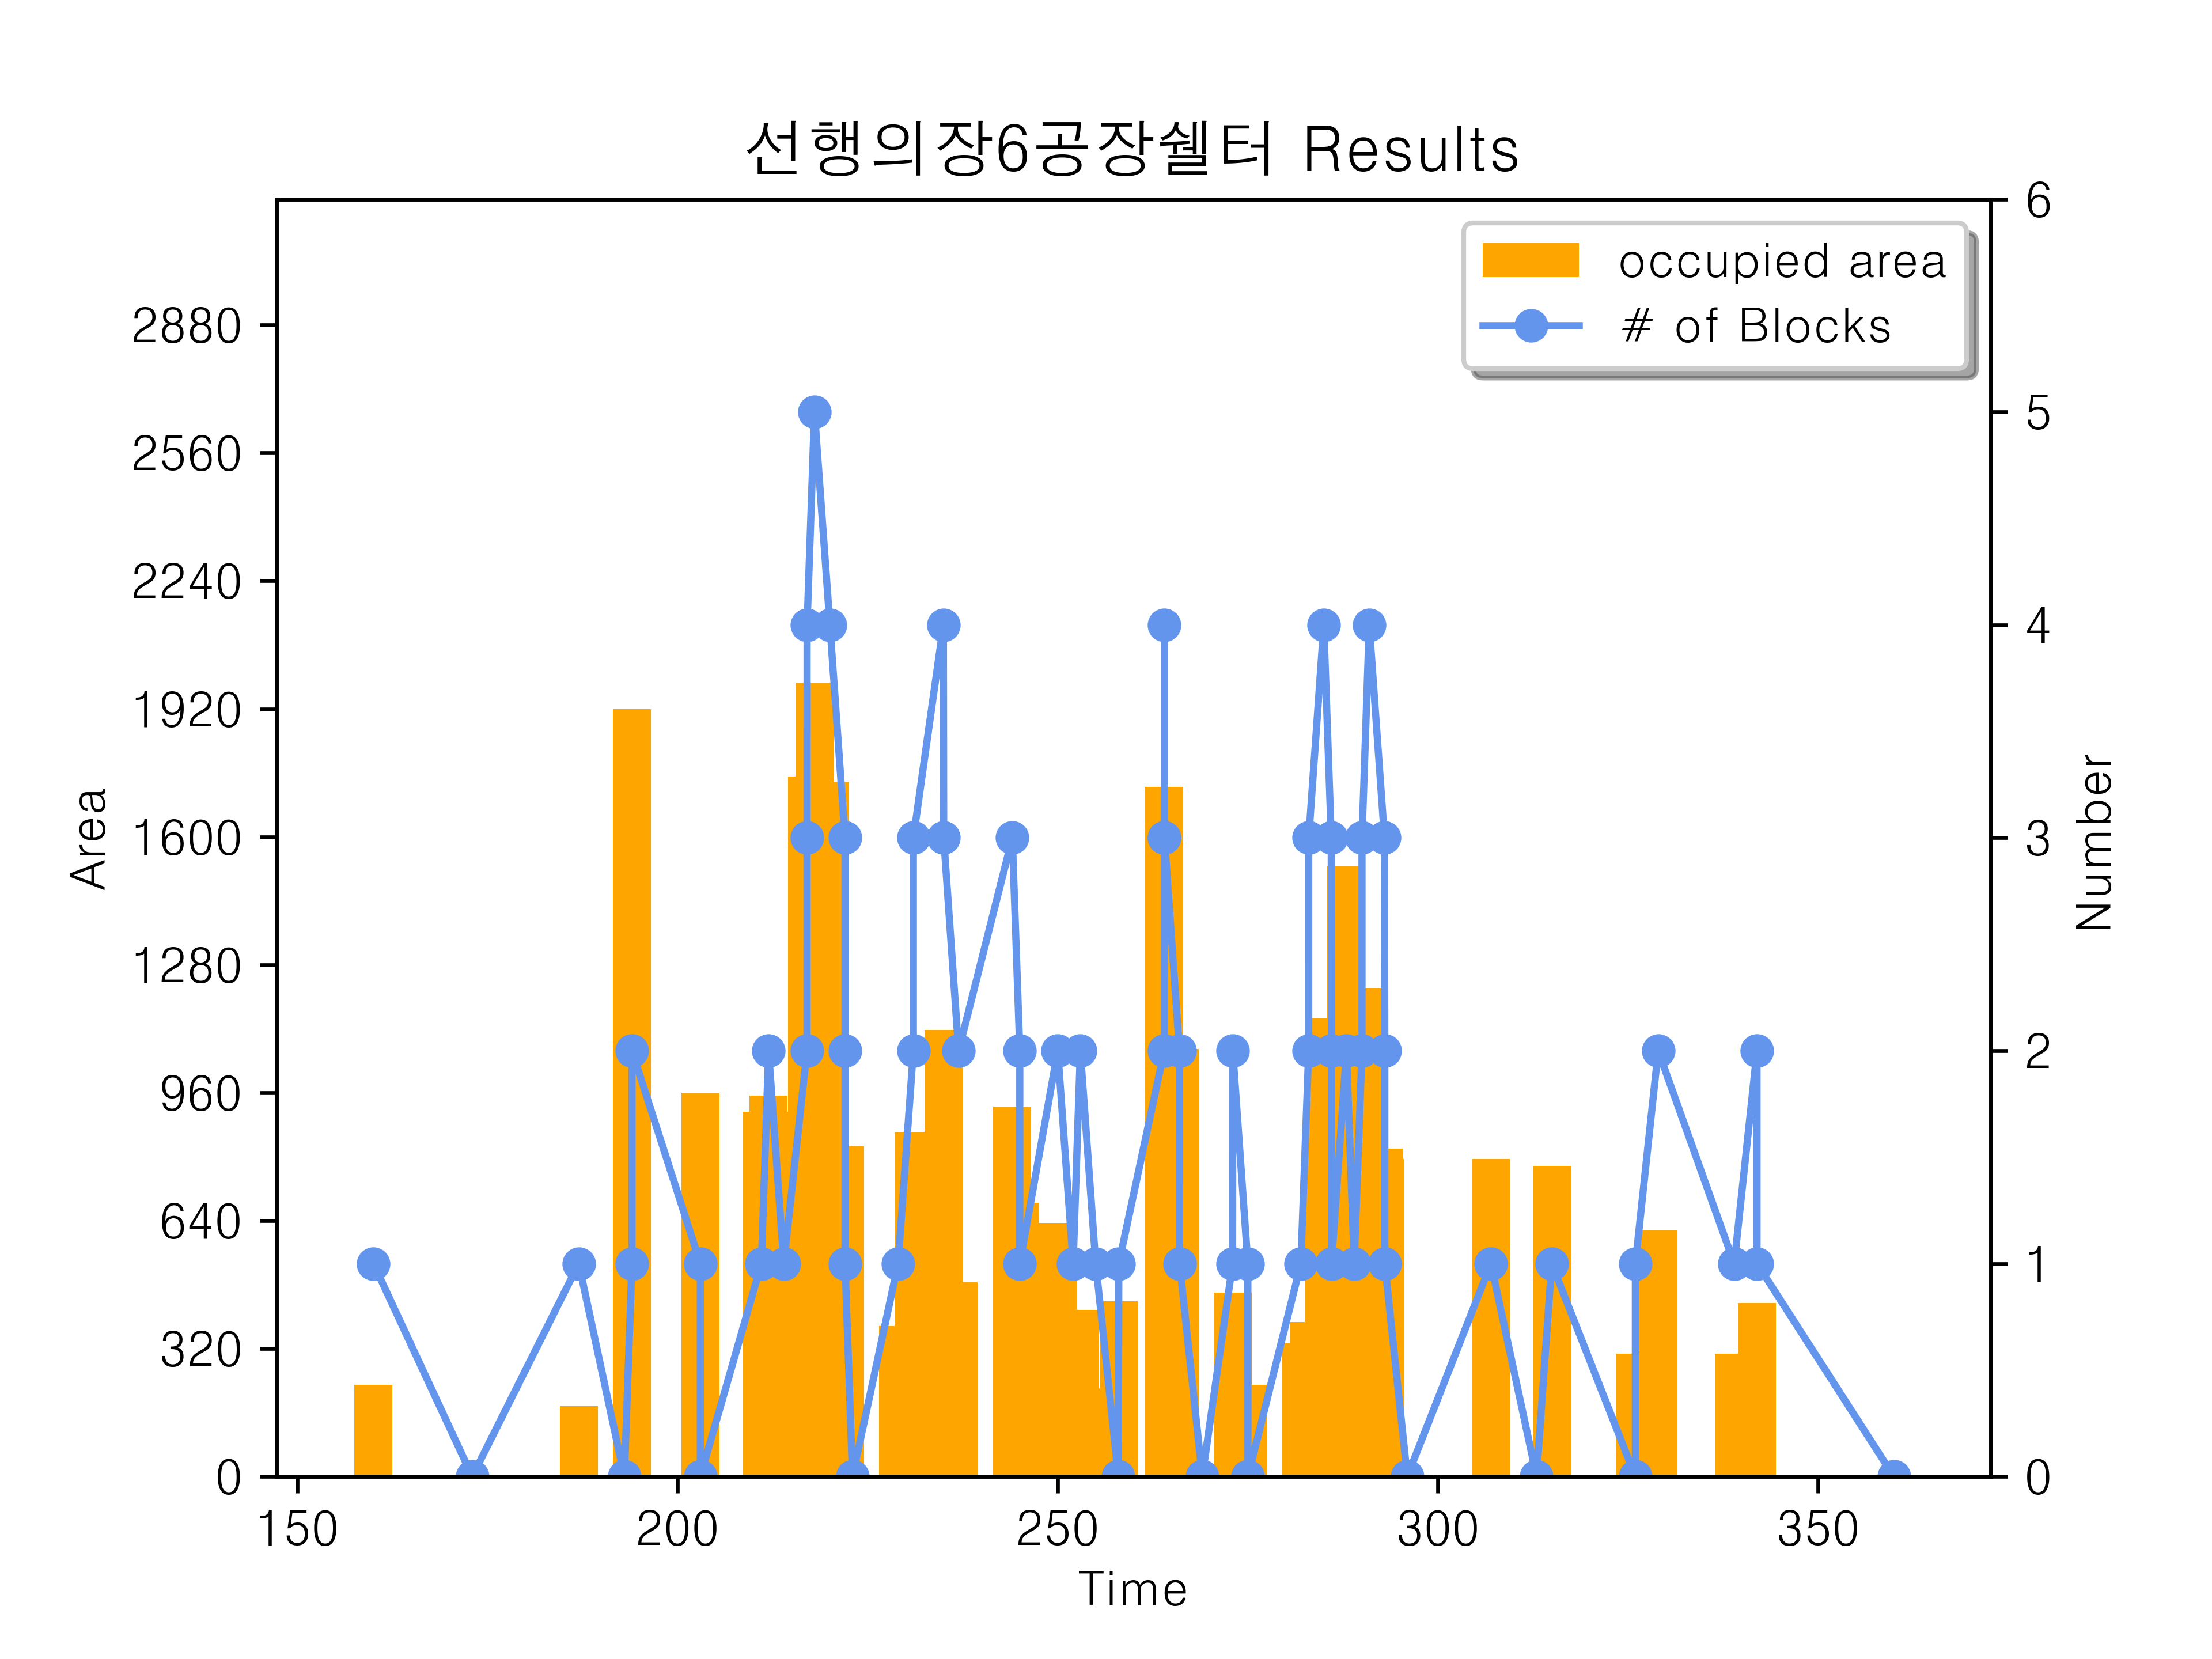 선행의장6공장쉘터 Results
occupied area
# of Blocks
Area
2880
2560
2240
1920
1600
1280
960
640
320
0
6
5
4
3
2
1
0
Number
150 200 250 300 350
Time